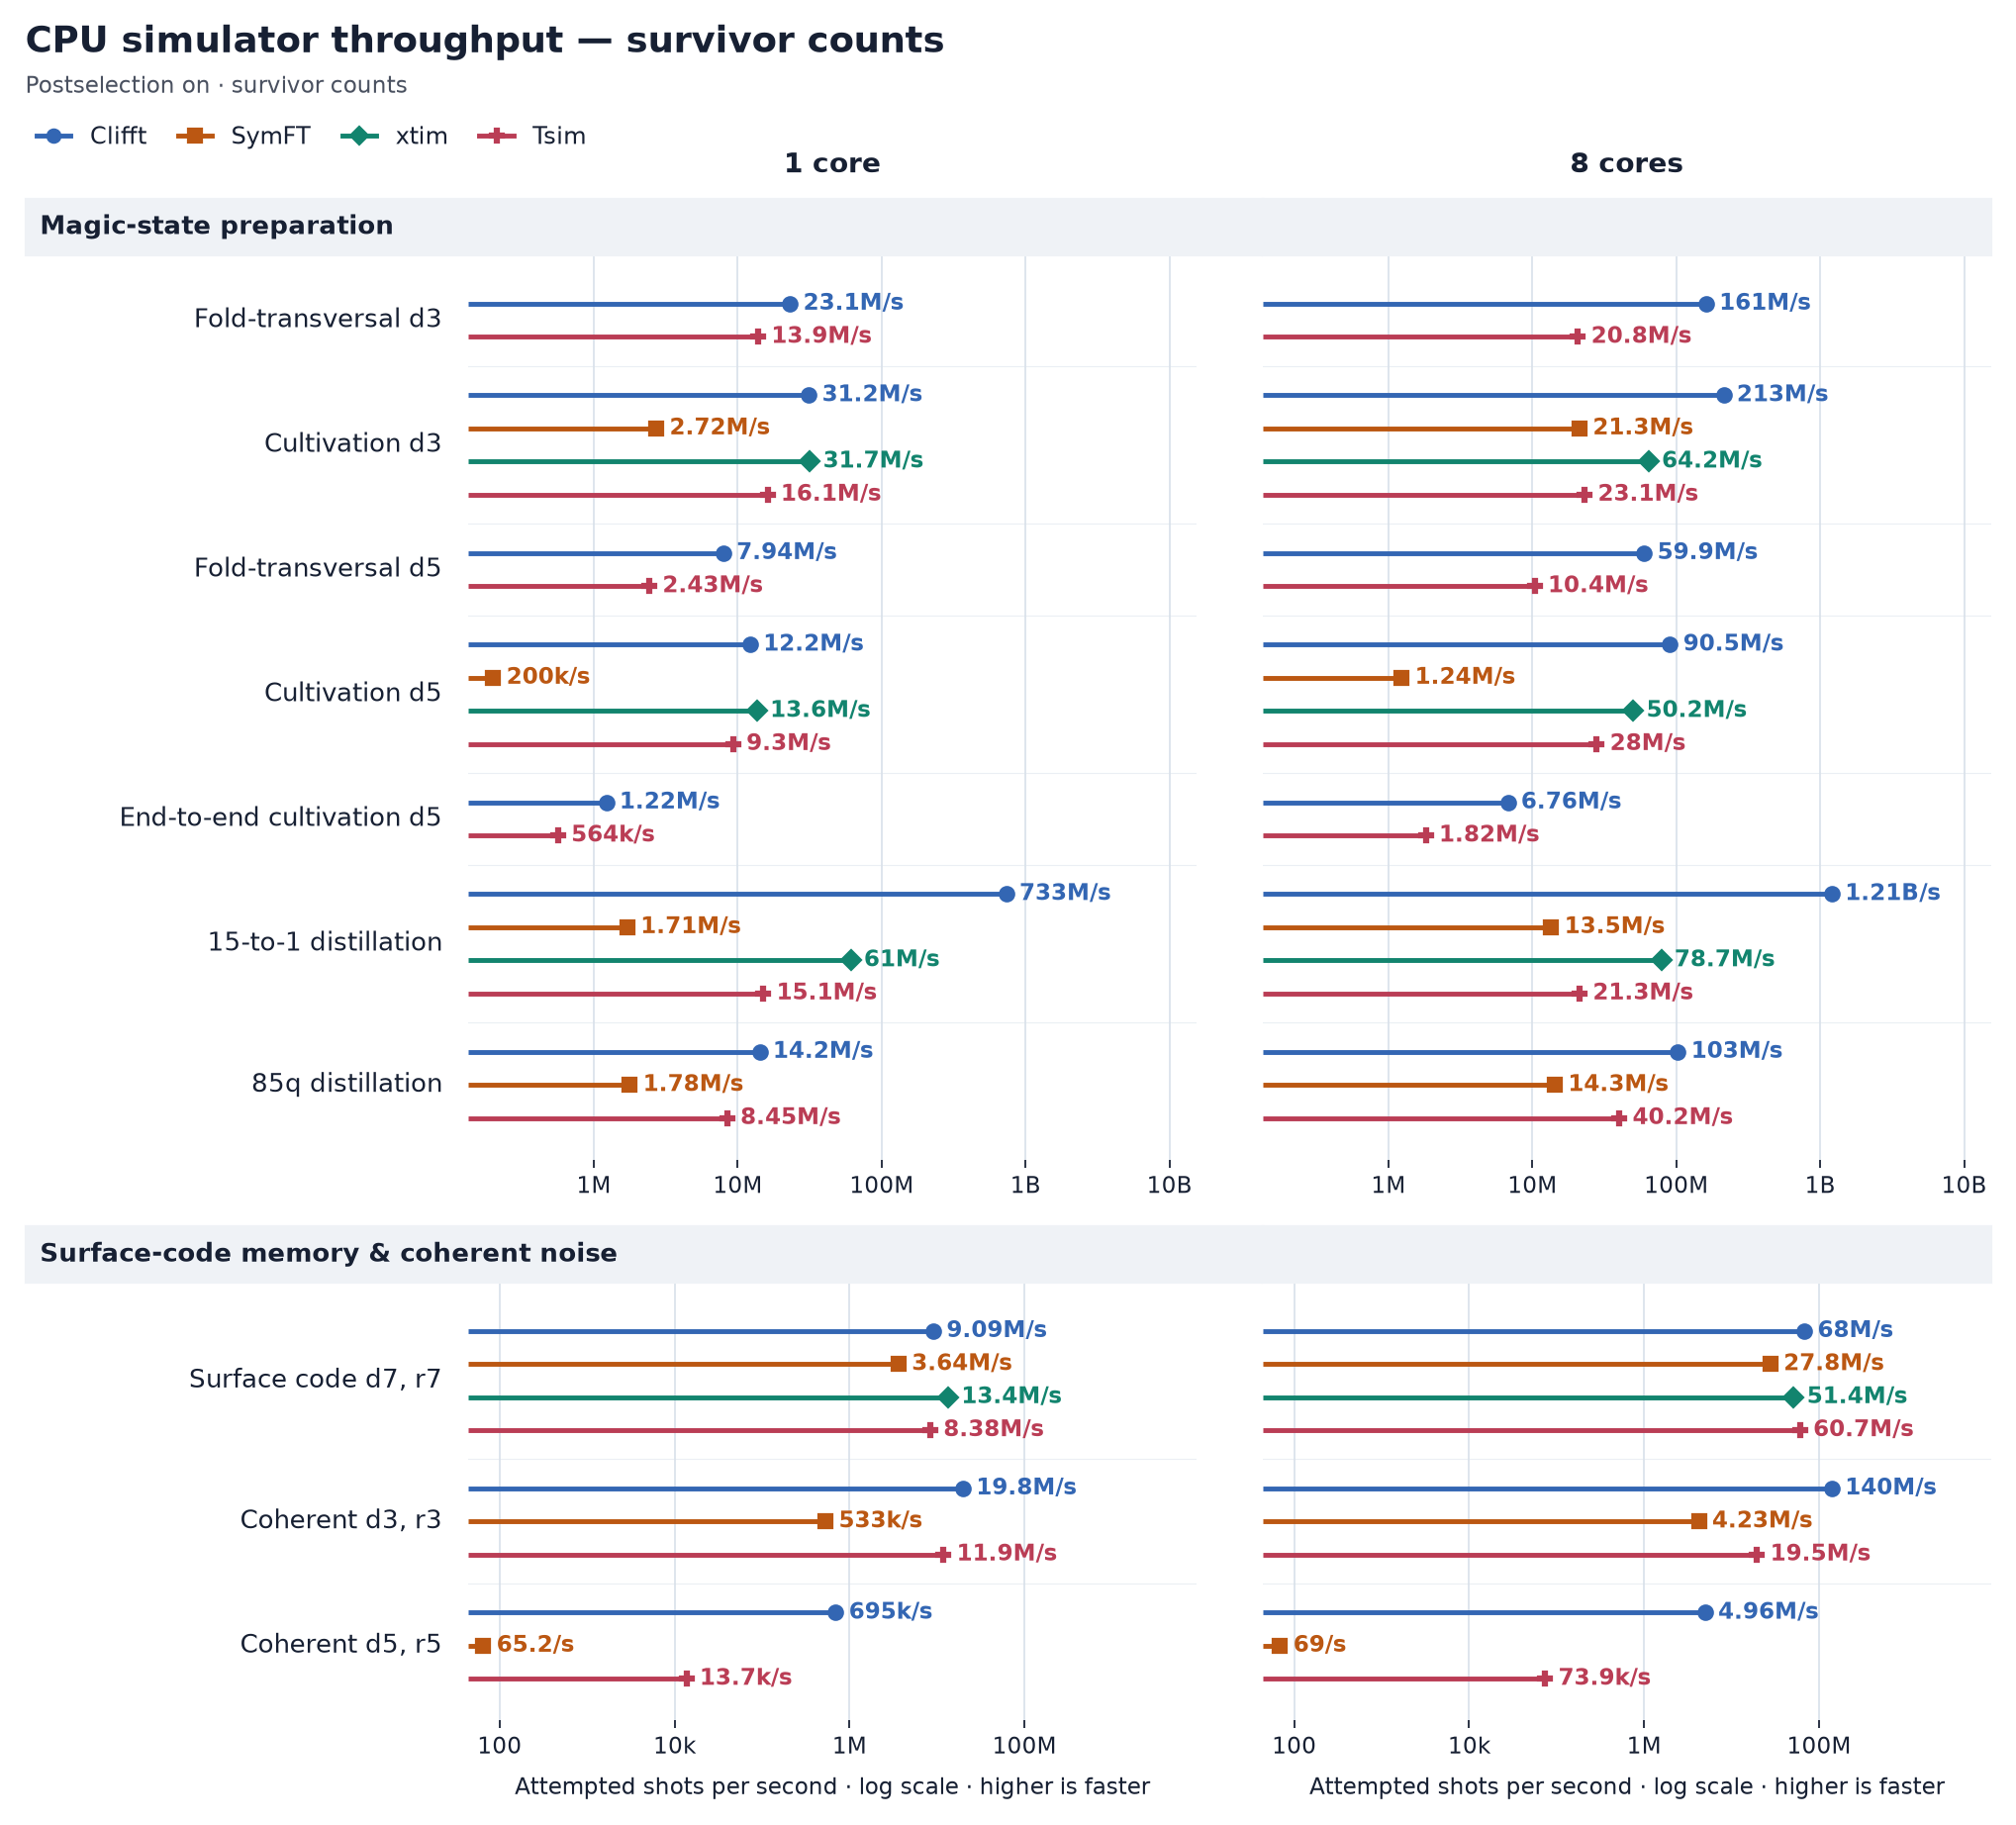 CPU simulator throughput — survivor counts
Postselection on · survivor counts
Clifft SymFT xtim Tsim
1 core 8 cores
Magic-state preparation
Fold-transversal d3
23.1M/s 161M/s
13.9M/s 20.8M/s
Cultivation d3
31.2M/s 213M/s
2.72M/s 21.3M/s
31.7M/s 64.2M/s
16.1M/s 23.1M/s
Fold-transversal d5
7.94M/s 59.9M/s
2.43M/s 10.4M/s
Cultivation d5
12.2M/s 90.5M/s
200k/s 1.24M/s
13.6M/s 50.2M/s
9.3M/s 28M/s
End-to-end cultivation d5
1.22M/s 6.76M/s
564k/s 1.82M/s
15-to-1 distillation
733M/s 1.21B/s
1.71M/s 13.5M/s
61M/s 78.7M/s
15.1M/s 21.3M/s
85q distillation
14.2M/s 103M/s
1.78M/s 14.3M/s
8.45M/s 40.2M/s
1M 10M 100M 1B 10B 1M 10M 100M 1B 10B
Surface-code memory & coherent noise
Surface code d7, r7
9.09M/s 68M/s
3.64M/s 27.8M/s
13.4M/s 51.4M/s
8.38M/s 60.7M/s
Coherent d3, r3
19.8M/s 140M/s
533k/s 4.23M/s
11.9M/s 19.5M/s
Coherent d5, r5
695k/s 4.96M/s
65.2/s 69/s
13.7k/s 73.9k/s
100 10k 1M 100M 100 10k 1M 100M
Attempted shots per second · log scale · higher is faster Attempted shots per second · log scale · higher is faster